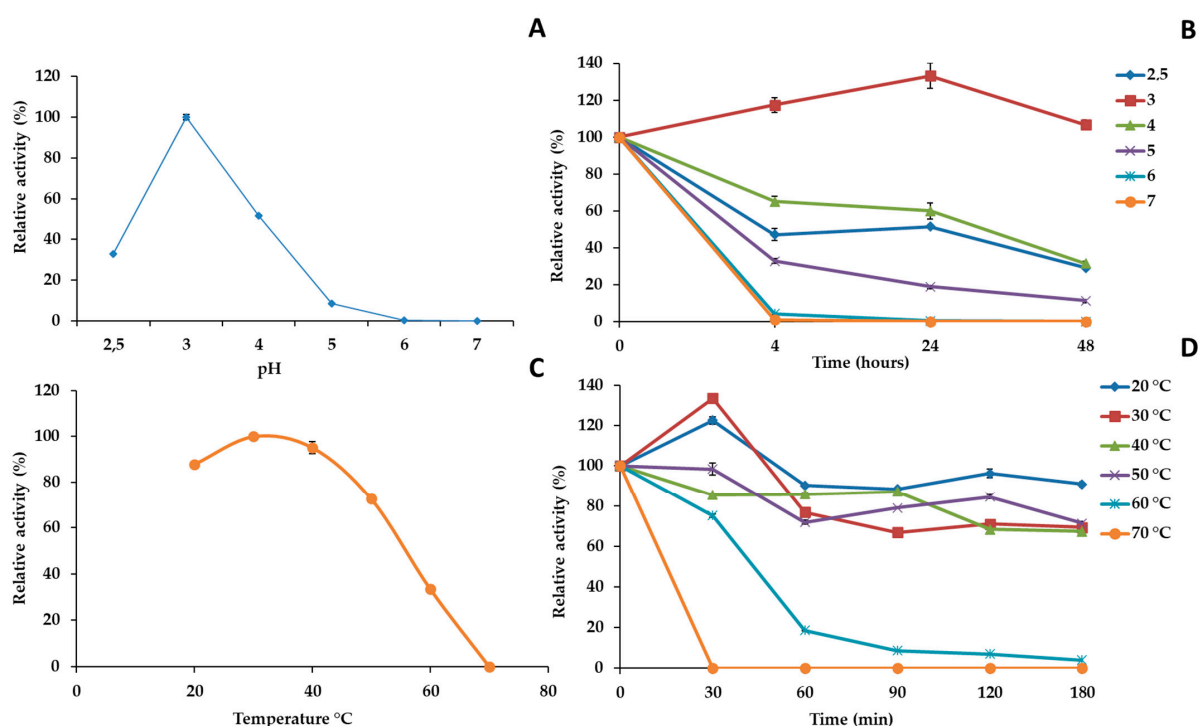 A
120
100
80
60
40
20
0
2,5 3 4 5 6 7
pH
Relative activity (%)
B
140
120
100
80
60
40
20
0
0 4 24 48
Time (hours)
Relative activity (%)
2,5
3
4
5
6
7
C
120
100
80
60
40
20
0
0 20 40 60 80
Temperature °C
Relative activity (%)
D
140
120
100
80
60
40
20
0
0 30 60 90 120 180
Time (min)
Relative activity (%)
20 °C
30 °C
40 °C
50 °C
60 °C
70 °C